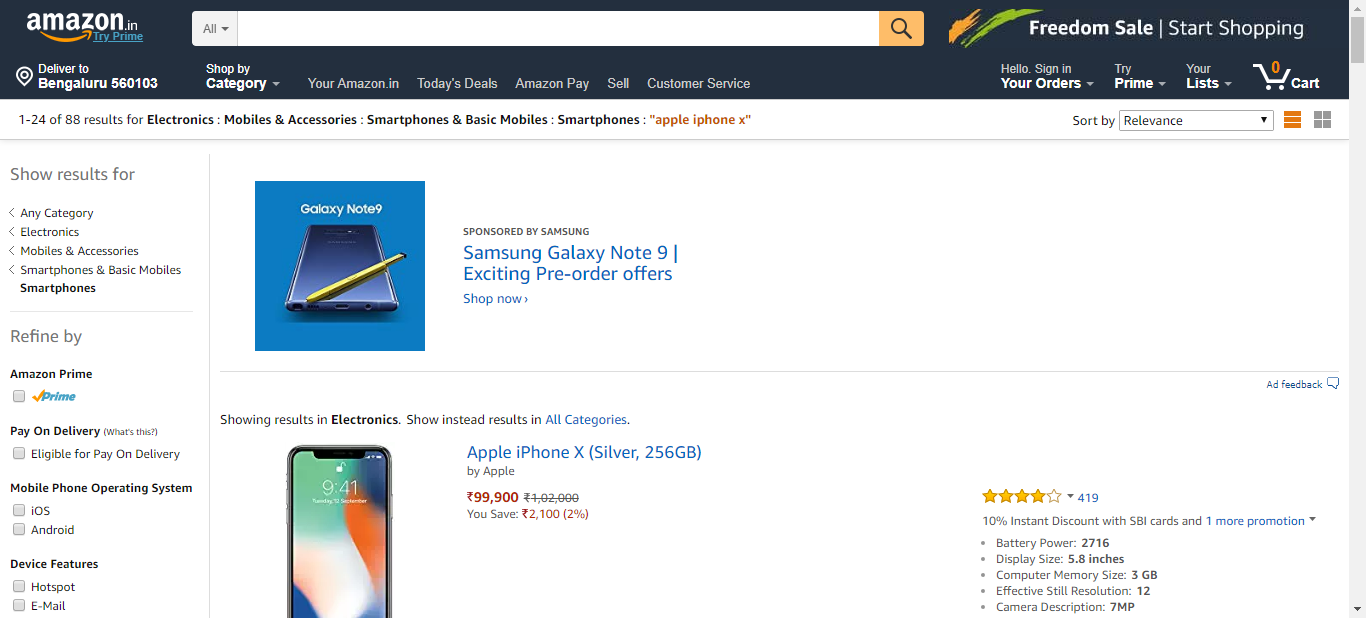 amazon.in
Try Prime
All
Freedom Sale | Start Shopping
Deliver to
Bengaluru 560103
Shop by
Category
Your Amazon.in Today's Deals Amazon Pay Sell Customer Service
Hello. Sign in
Your Orders
Try
Prime
Your
Lists
0
Cart
1-24 of 88 results for Electronics : Mobiles & Accessories : Smartphones & Basic Mobiles : Smartphones : "apple iphone x"
Sort by Relevance
Show results for
Any Category
Electronics
Mobiles & Accessories
Smartphones & Basic Mobiles
Smartphones
Refine by
Amazon Prime
Prime
Pay On Delivery (What's this?)
Eligible for Pay On Delivery
Mobile Phone Operating System
iOS
Android
Device Features
Hotspot
E-Mail
Galaxy Note9
SPONSORED BY SAMSUNG
Samsung Galaxy Note 9 |
Exciting Pre-order offers
Shop now ›
Ad feedback
Showing results in Electronics. Show instead results in All Categories.
9:41
Tuesday, 12 September
Apple iPhone X (Silver, 256GB)
by Apple
₹99,900 ₹1,02,000
You Save: ₹2,100 (2%)
419
10% Instant Discount with SBI cards and 1 more promotion
• Battery Power: 2716
• Display Size: 5.8 inches
• Computer Memory Size: 3 GB
• Effective Still Resolution: 12
• Camera Description: 7MP